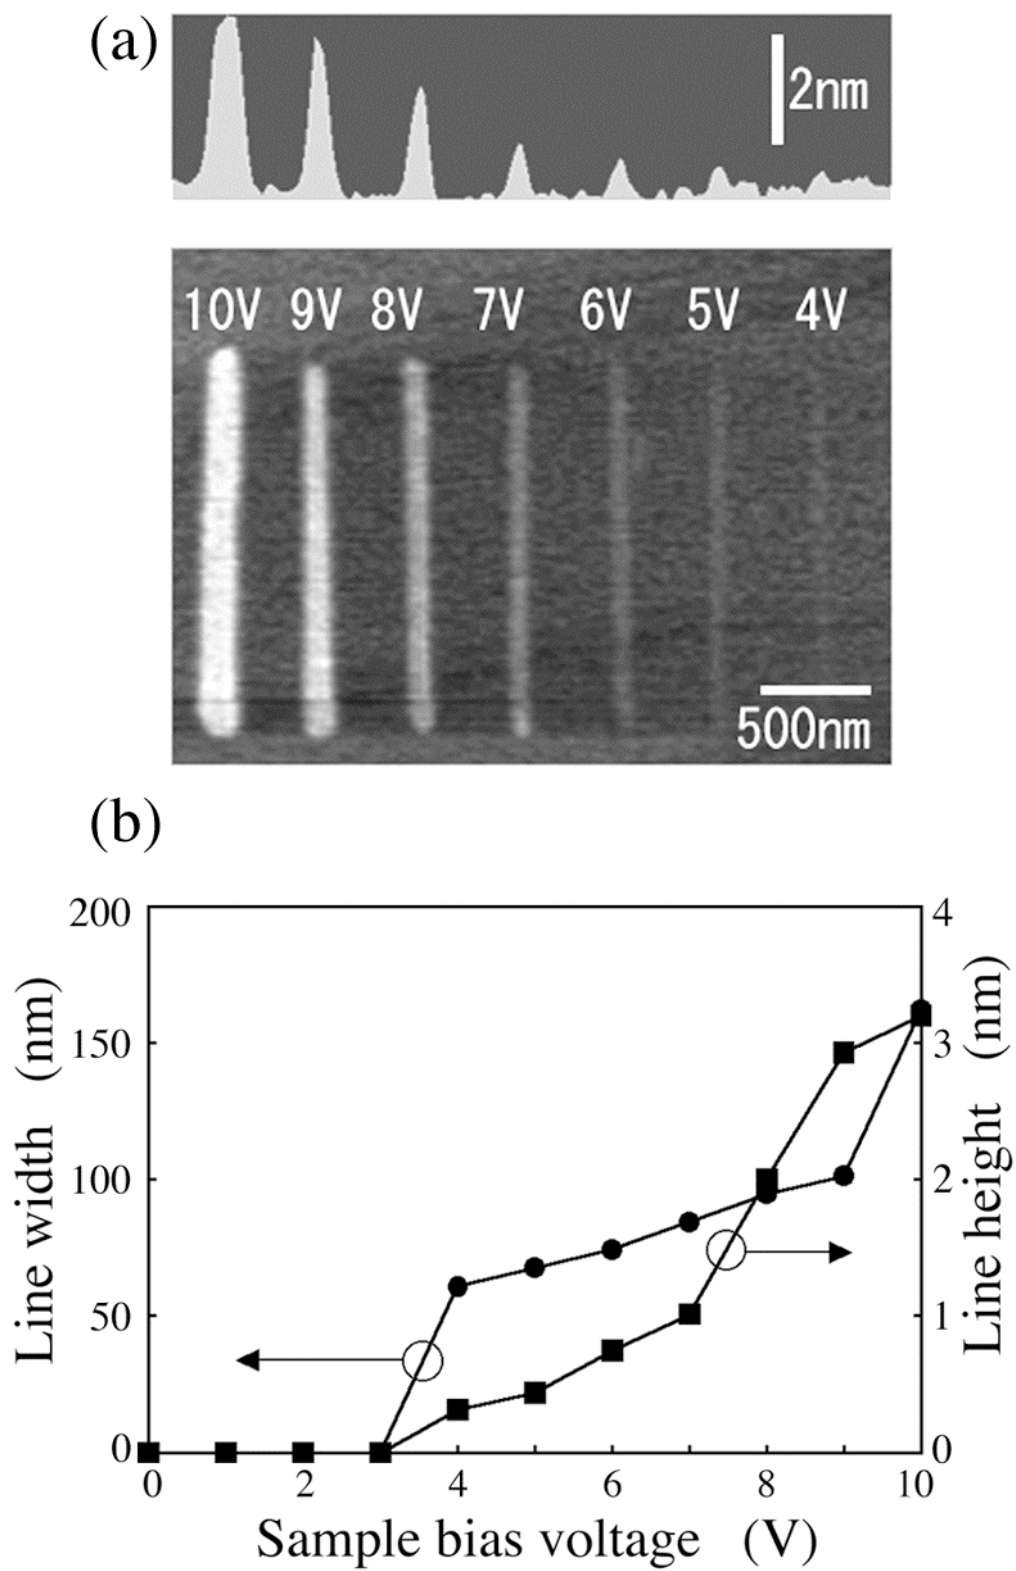 (a)
2nm
10V 9V 8V 7V 6V 5V 4V
500nm
(b)
200
150
100
50
0
Line width (nm)
4
3
2
1
0
Line height (nm)
0 2 4 6 8 10
Sample bias voltage (V)